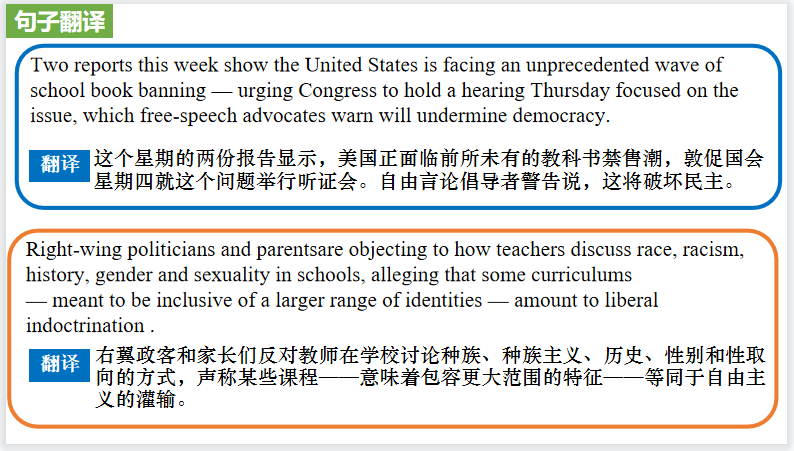 句子翻译
Two reports this week show the United States is facing an unprecedented wave of
school book banning — urging Congress to hold a hearing Thursday focused on the
issue, which free-speech advocates warn will undermine democracy.
翻译
这个星期的两份报告显示，美国正面临前所未有的教科书禁售潮，敦促国会
星期四就这个问题举行听证会。自由言论倡导者警告说，这将破坏民主。
Right-wing politicians and parentsare objecting to how teachers discuss race, racism,
history, gender and sexuality in schools, alleging that some curriculums
— meant to be inclusive of a larger range of identities — amount to liberal
indoctrination .
翻译
右翼政客和家长们反对教师在学校讨论种族、种族主义、历史、性别和性取
向的方式，声称某些课程——意味着包容更大范围的特征——等同于自由主
义的灌输。